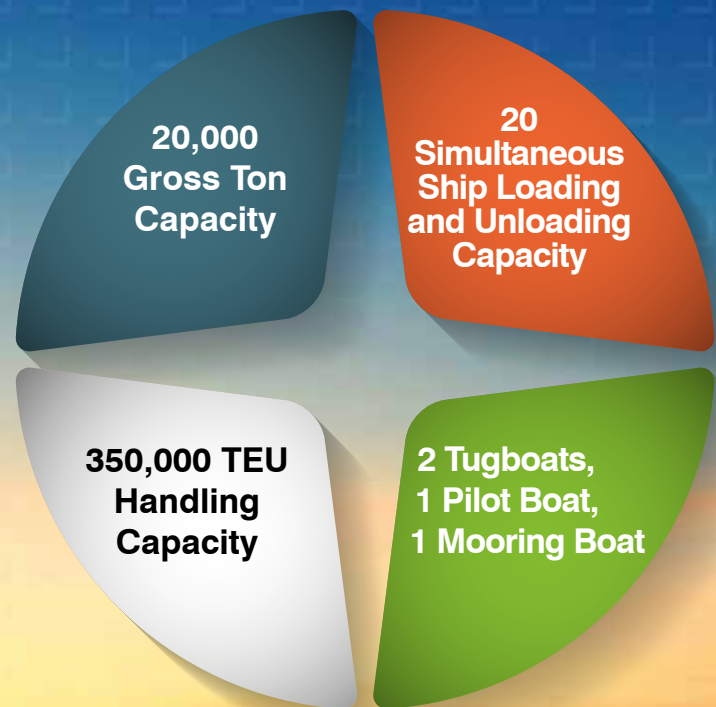 20,000
Gross Ton
Capacity
20
Simultaneous
Ship Loading
and Unloading
Capacity
350,000 TEU
Handling
Capacity
2 Tugboats,
1 Pilot Boat,
1 Mooring Boat